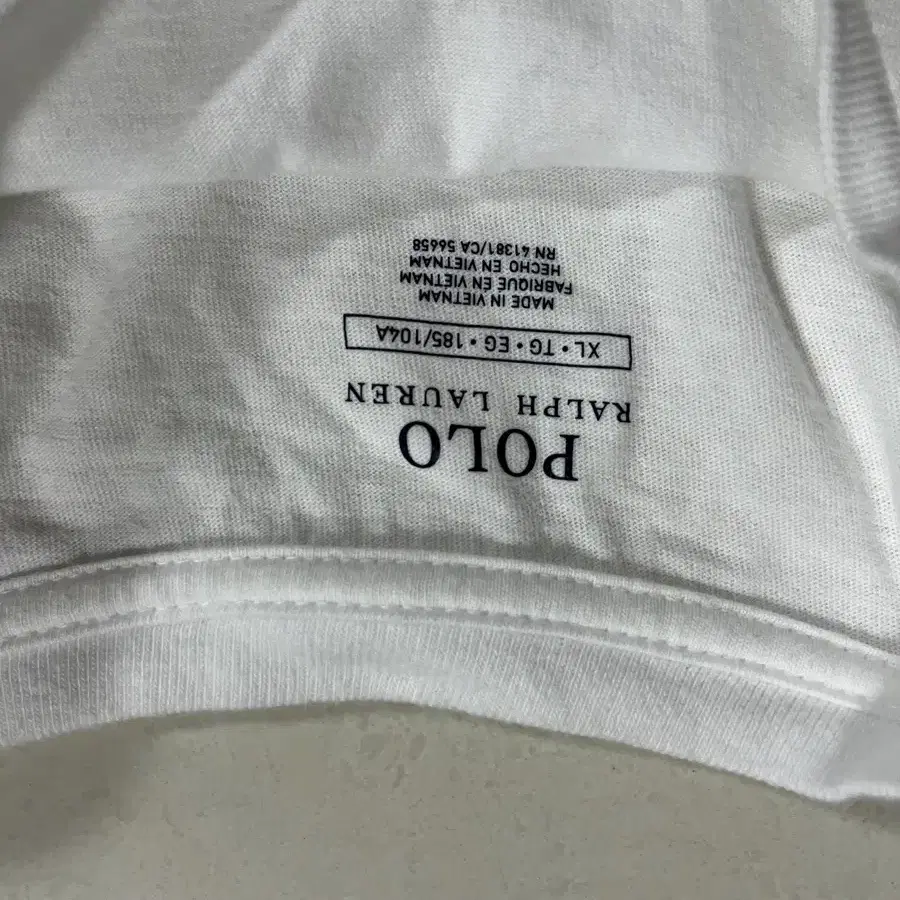 POLO
RALPH LAUREN
XL • TG • EG • 185/104A
MADE IN VIETNAM
FABRIQUÉ EN VIETNAM
HECHO EN VIETNAM
RN 41381/CA 56658